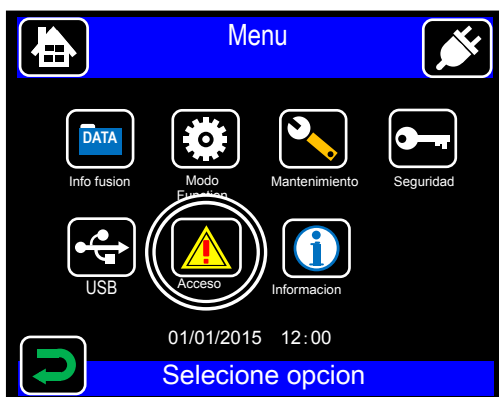 Menu
DATA
Info fusion
Modo
Function
Mantenimiento
Seguridad
USB
Acceso
Informacion
01/01/2015 12:00
Selecione opcion